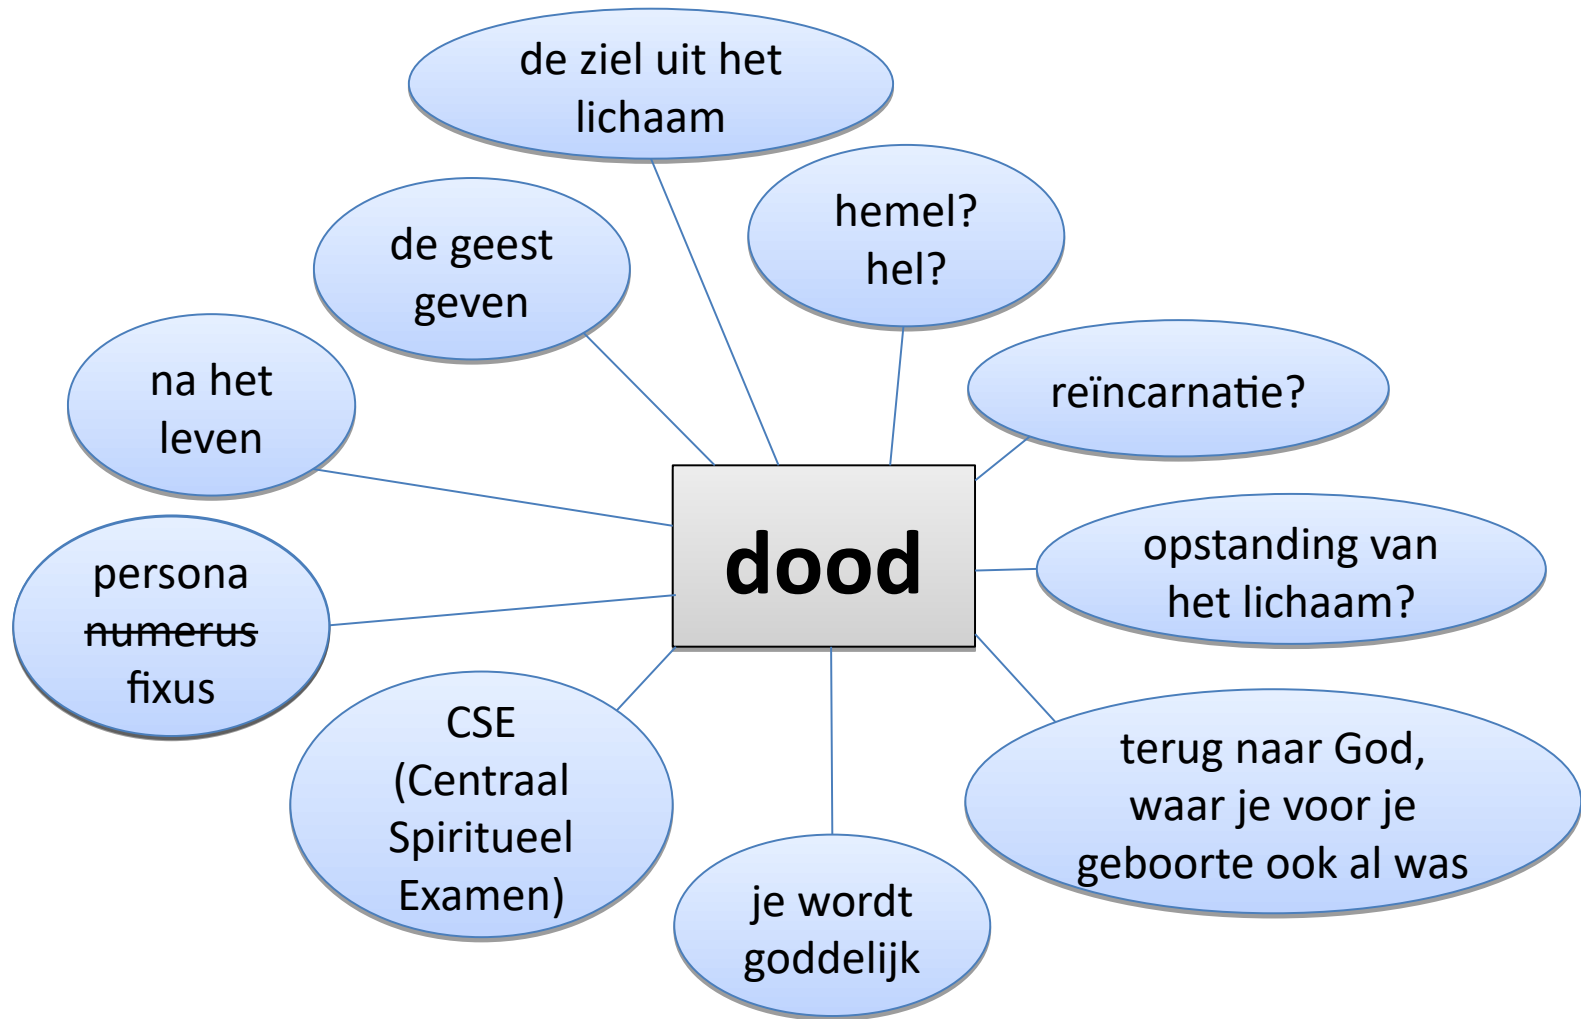 de ziel uit het
lichaam
hemel?
hel?
de geest
geven
reïncarnatie?
na het
leven
dood
opstanding van
het lichaam?
persona
numerus
fixus
CSE
(Centraal
Spiritueel
Examen)
terug naar God,
waar je voor je
geboorte ook al was
je wordt
goddelijk